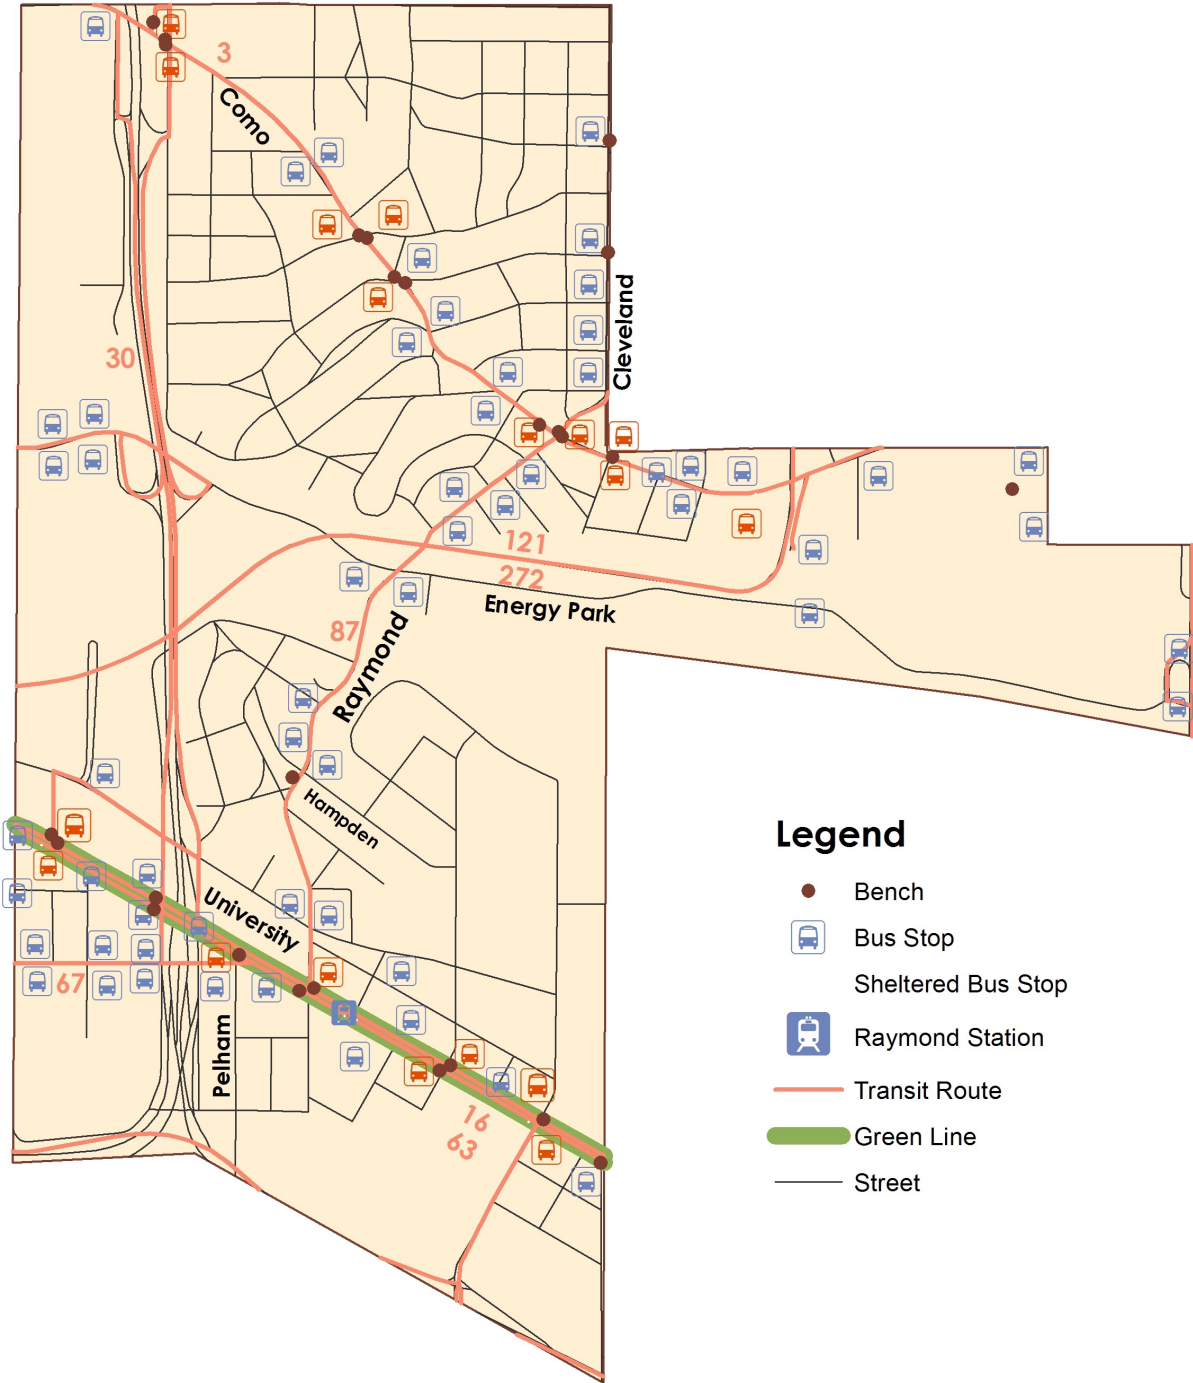 3
Como
Cleveland
30
121
272
Energy Park
87
Raymond
Hampden
University
67
Pelham
16
63
Legend
Bench
Bus Stop
Sheltered Bus Stop
Raymond Station
Transit Route
Green Line
Street